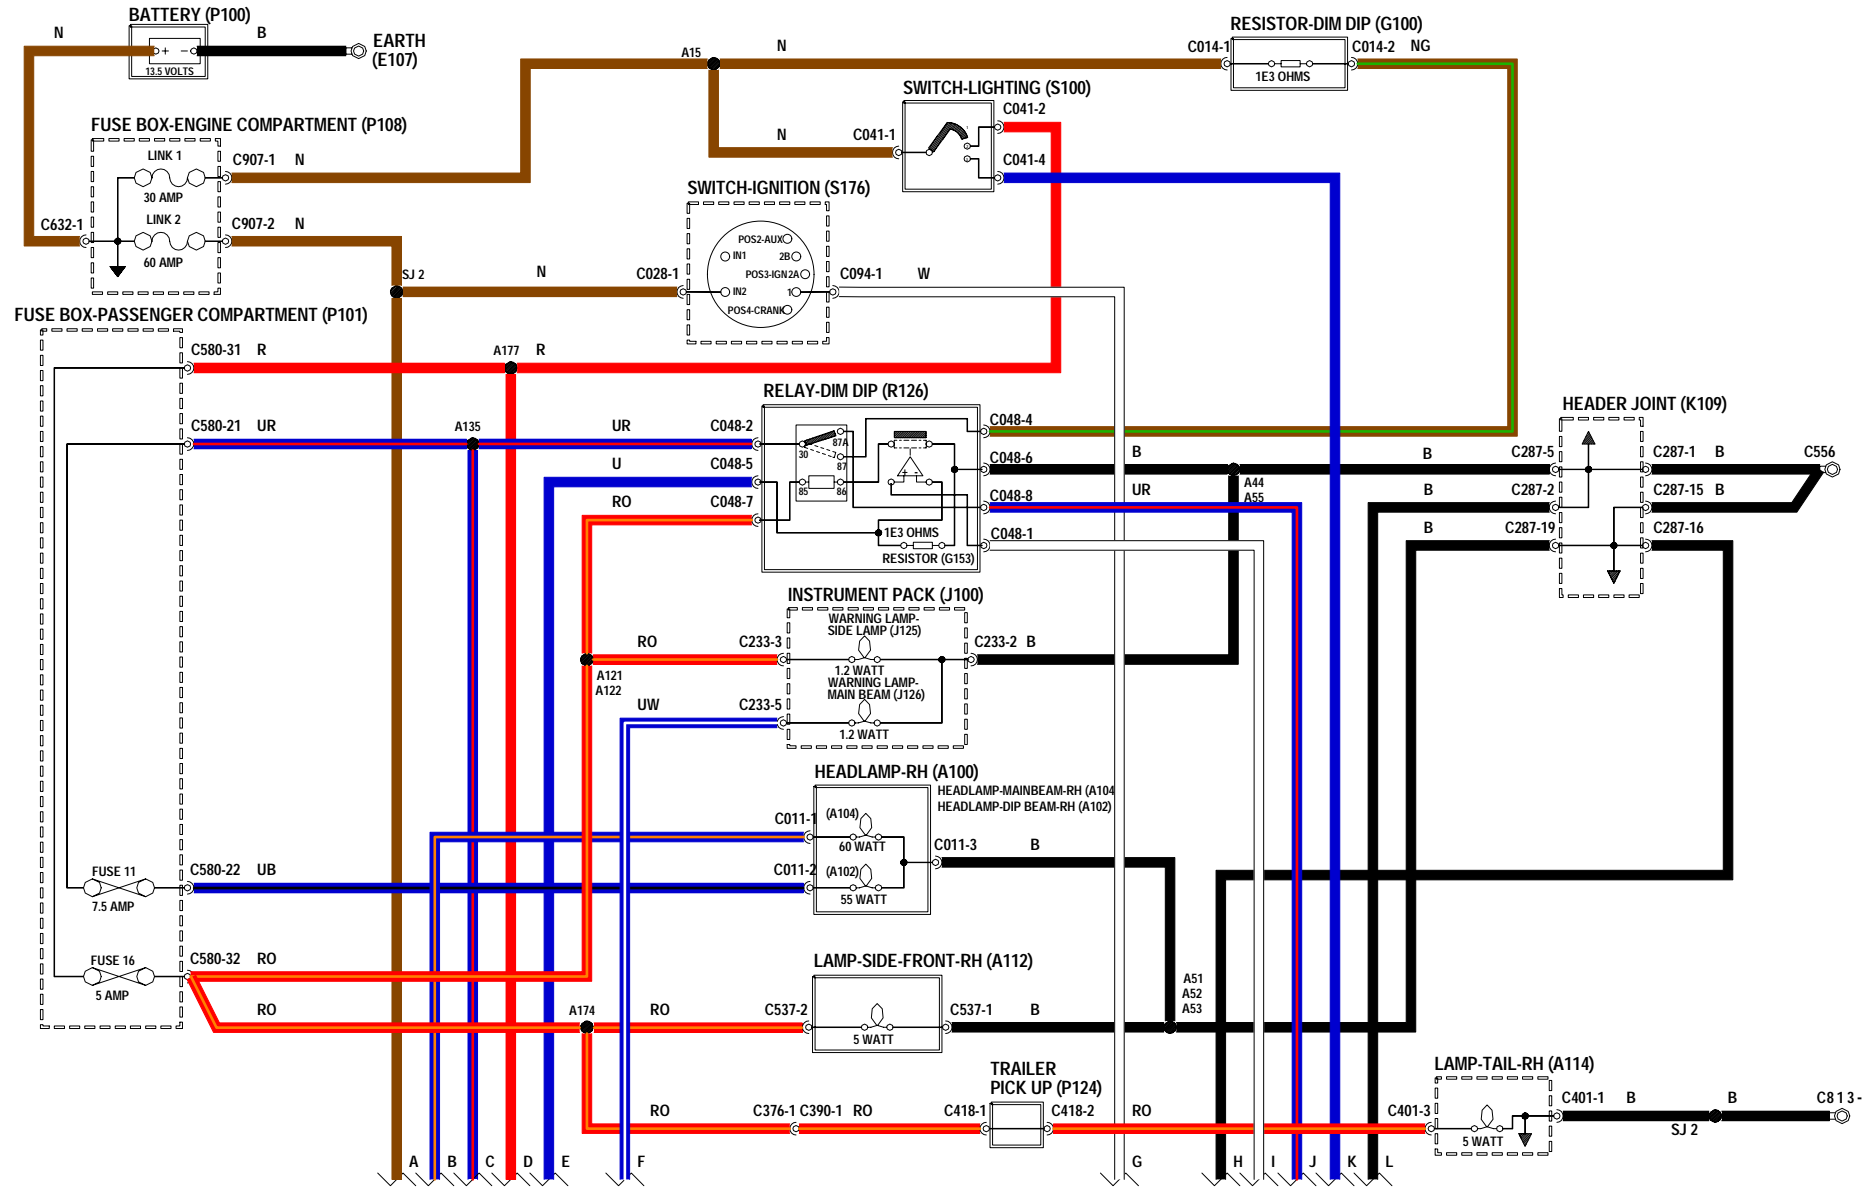 BATTERY (P100)
N
B
13.5 VOLTS
EARTH
(E107)
A15
N
C014-1
RESISTOR-DIM DIP (G100)
1E3 OHMS
C014-2
NG
SWITCH-LIGHTING (S100)
C041-2
N
C041-1
C041-4
FUSE BOX-ENGINE COMPARTMENT (P108)
LINK 1
30 AMP
C907-1
N
LINK 2
60 AMP
C632-1
C907-2
N
SJ 2
N
C028-1
SWITCH-IGNITION (S176)
POS2-AUX
IN1
2B
POS3-IGN
2A
IN2
1
POS4-CRANK
C094-1
W
FUSE BOX-PASSENGER COMPARTMENT (P101)
C580-31
R
A177
R
C580-21
UR
A135
UR
C048-2
U
C048-5
RO
C048-7
RELAY-DIM DIP (R126)
30
87A
87
85
86
1E3 OHMS
RESISTOR (G153)
C048-4
C048-6
B
C048-8
UR
C048-1
A44
A55
HEADER JOINT (K109)
B
C287-5
B
C287-2
B
C287-19
C287-1
B
C287-15
B
C287-16
C556
INSTRUMENT PACK (J100)
WARNING LAMP-
SIDE LAMP (J125)
RO
C233-3
1.2 WATT
C233-2
B
A121
A122
WARNING LAMP-
MAIN BEAM (J126)
UW
C233-5
1.2 WATT
HEADLAMP-RH (A100)
HEADLAMP-MAINBEAM-RH (A104
HEADLAMP-DIP BEAM-RH (A102)
C011-1
(A104)
60 WATT
C011-3
B
C011-2
(A102)
55 WATT
FUSE 11
7.5 AMP
C580-22
UB
FUSE 16
5 AMP
C580-32
RO
RO
A174
RO
C537-2
LAMP-SIDE-FRONT-RH (A112)
5 WATT
C537-1
B
A51
A52
A53
TRAILER
PICK UP (P124)
RO
C376-1
C390-1
RO
C418-1
C418-2
RO
C401-3
LAMP-TAIL-RH (A114)
5 WATT
C401-1
B
SJ 2
B
C813-
A
B
C
D
E
F
G
H
I
J
K
L